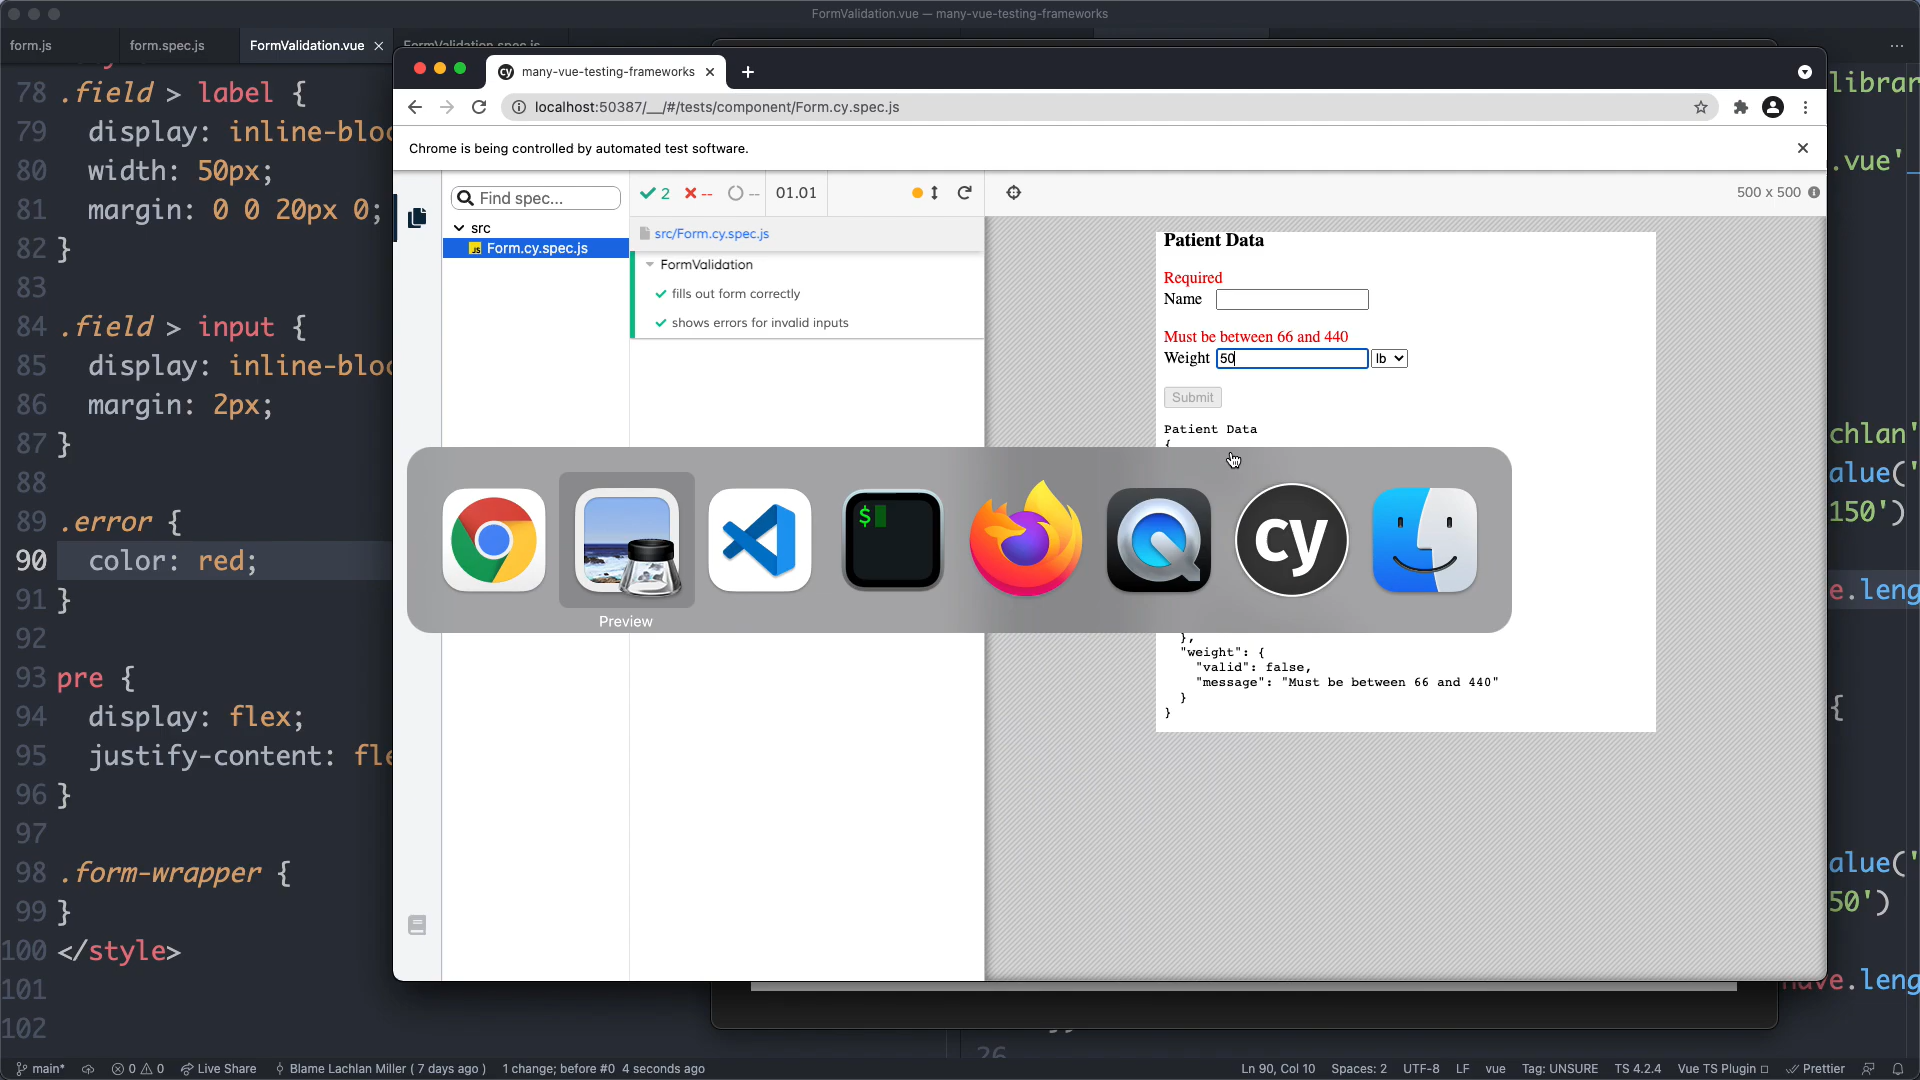 FormValidation.vue — many-vue-testing-frameworks
form.js
form.spec.js
FormValidation.vue
FormValidation.spec.js
many-vue-testing-frameworks
localhost:50387/__/#/tests/component/Form.cy.spec.js
Chrome is being controlled by automated test software.
Find spec...
src
JS Form.cy.spec.js
2
--
--
01.01
500 x 500
src/Form.cy.spec.js
FormValidation
fills out form correctly
shows errors for invalid inputs
Patient Data
Required
Name
Must be between 66 and 440
Weight 50 lb
Submit
Patient Data
{
},
"weight": {
"valid": false,
"message": "Must be between 66 and 440"
}
}
$
cy
Preview
78 .field > label {
79 display: inline-bloc
80 width: 50px;
81 margin: 0 0 20px 0;
82 }
83
84 .field > input {
85 display: inline-bloc
86 margin: 2px;
87 }
88
89 .error {
90 color: red;
91 }
92
93 pre {
94 display: flex;
95 justify-content: fle
96 }
97
98 .form-wrapper {
99 }
100 </style>
101
102
librar
.vue'
chlan'
alue('
150')
e.leng
{
alue('
50')
have.leng
26
main*
0 0
Live Share
Blame Lachlan Miller ( 7 days ago )
1 change; before #0 4 seconds ago
Ln 90, Col 10
Spaces: 2
UTF-8
LF
vue
Tag: UNSURE
TS 4.2.4
Vue TS Plugin
Prettier